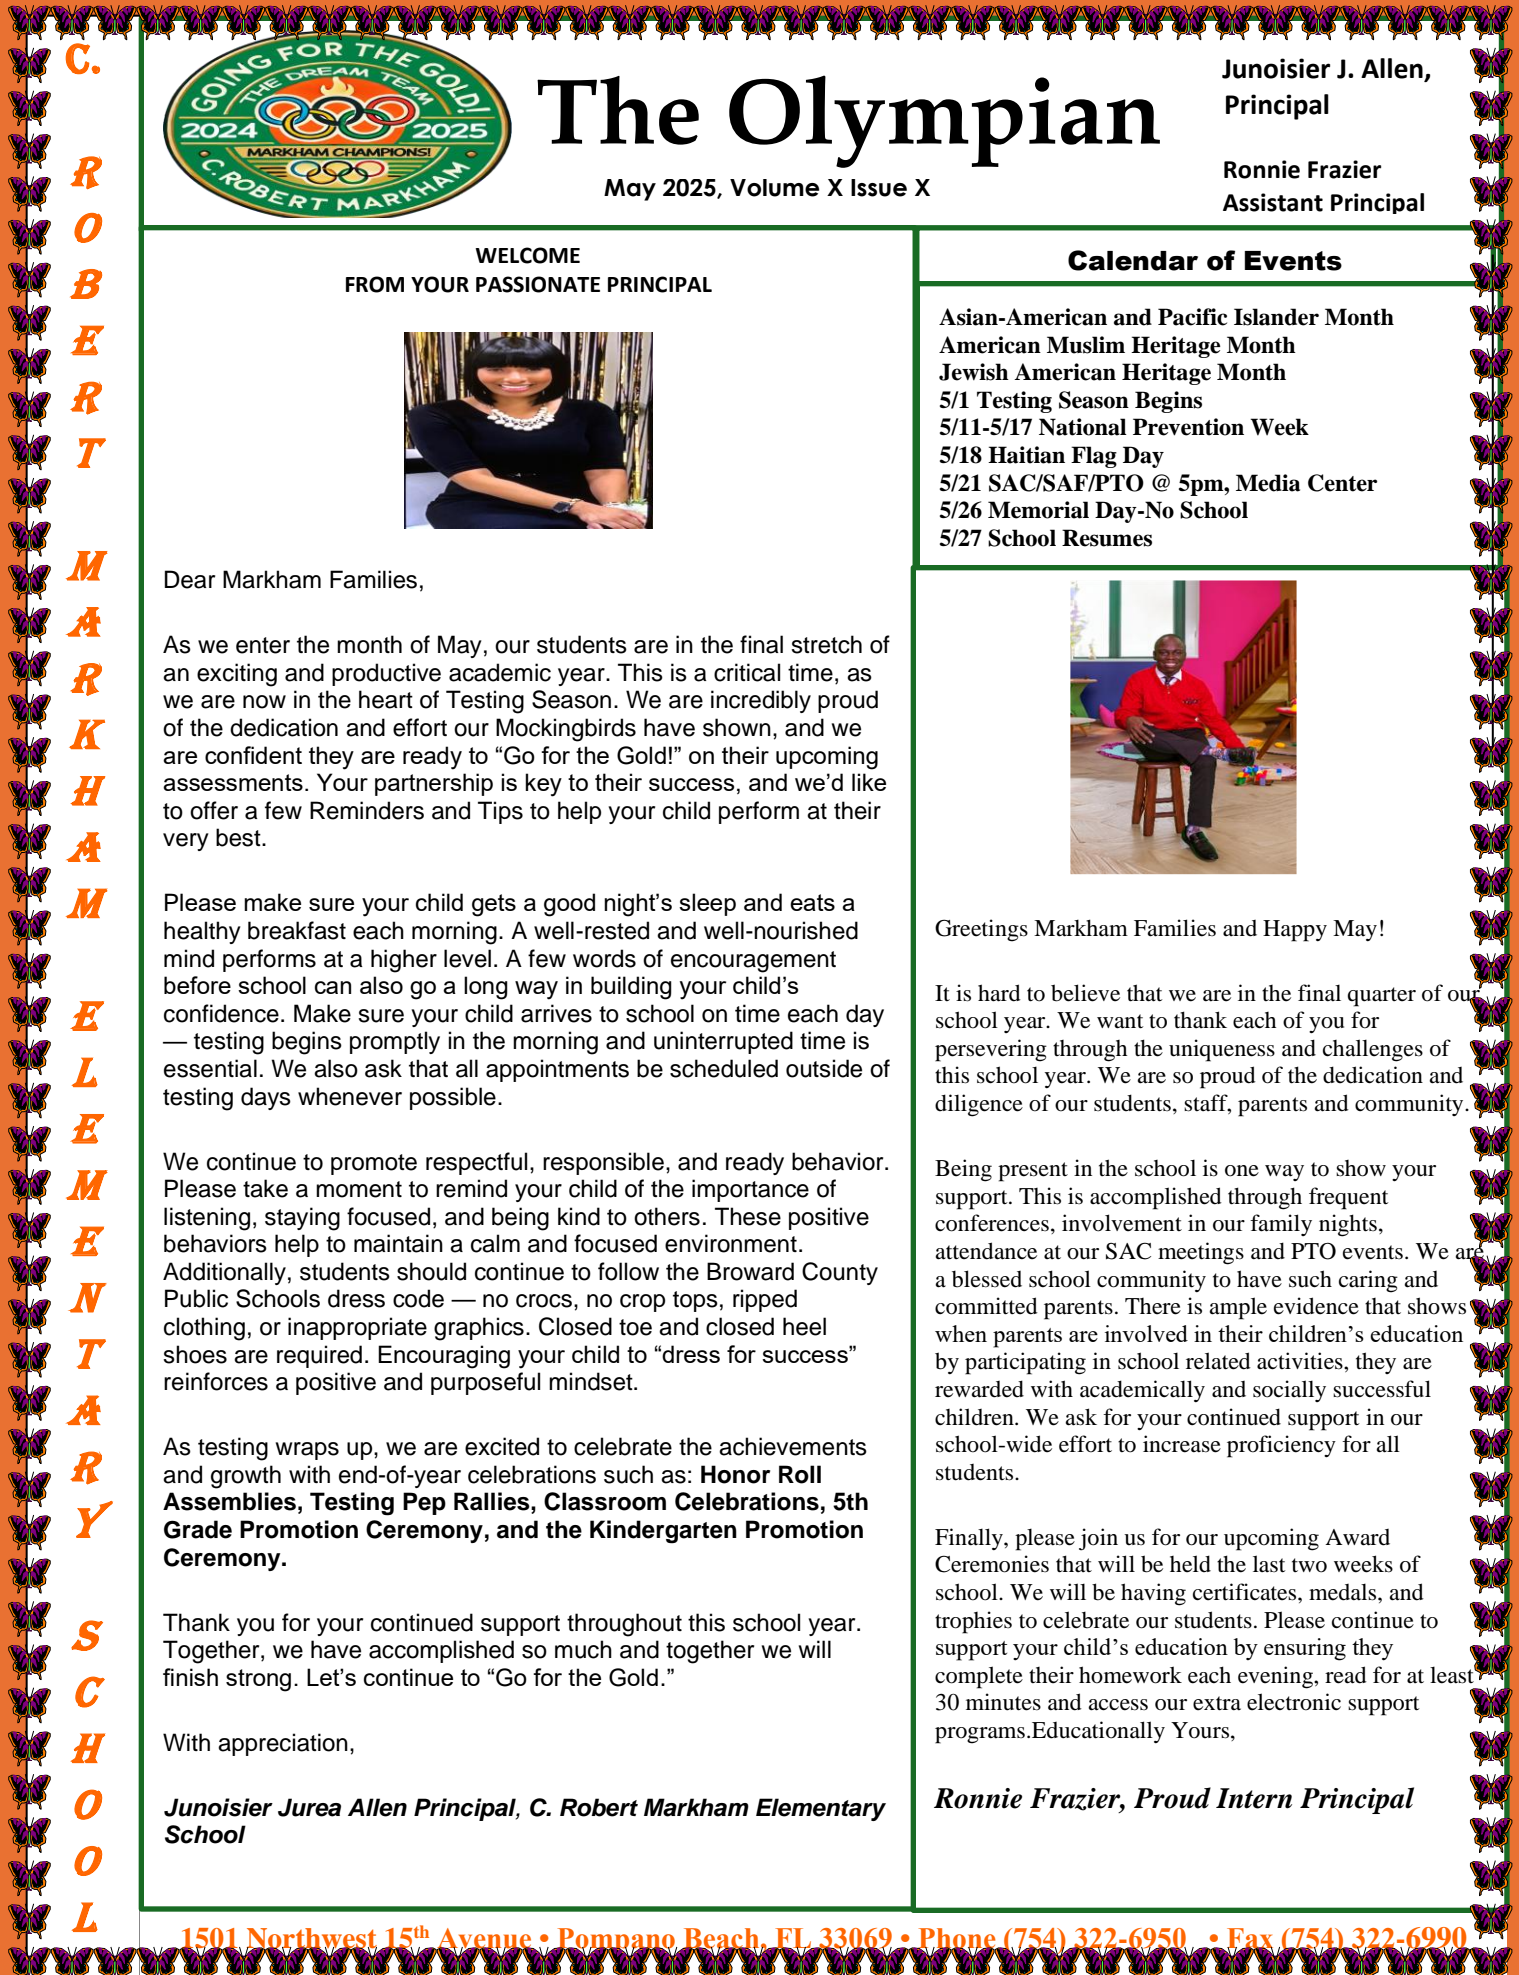 C. ROBERT MARKHAM ELEMENTARY SCHOOL
GOING FOR THE GOLD!
THE DREAM TEAM
2024 2025
MARKHAM CHAMPIONS!
C. ROBERT MARKHAM
The Olympian
May 2025, Volume X Issue X
Junoisier J. Allen,
Principal
Ronnie Frazier
Assistant Principal
WELCOME
FROM YOUR PASSIONATE PRINCIPAL
Dear Markham Families,
As we enter the month of May, our students are in the final stretch of
an exciting and productive academic year. This is a critical time, as
we are now in the heart of Testing Season. We are incredibly proud
of the dedication and effort our Mockingbirds have shown, and we
are confident they are ready to “Go for the Gold!” on their upcoming
assessments. Your partnership is key to their success, and we’d like
to offer a few Reminders and Tips to help your child perform at their
very best.
Please make sure your child gets a good night’s sleep and eats a
healthy breakfast each morning. A well-rested and well-nourished
mind performs at a higher level. A few words of encouragement
before school can also go a long way in building your child’s
confidence. Make sure your child arrives to school on time each day
— testing begins promptly in the morning and uninterrupted time is
essential. We also ask that all appointments be scheduled outside of
testing days whenever possible.
We continue to promote respectful, responsible, and ready behavior.
Please take a moment to remind your child of the importance of
listening, staying focused, and being kind to others. These positive
behaviors help to maintain a calm and focused environment.
Additionally, students should continue to follow the Broward County
Public Schools dress code — no crocs, no crop tops, ripped
clothing, or inappropriate graphics. Closed toe and closed heel
shoes are required. Encouraging your child to “dress for success”
reinforces a positive and purposeful mindset.
As testing wraps up, we are excited to celebrate the achievements
and growth with end-of-year celebrations such as: Honor Roll
Assemblies, Testing Pep Rallies, Classroom Celebrations, 5th
Grade Promotion Ceremony, and the Kindergarten Promotion
Ceremony.
Thank you for your continued support throughout this school year.
Together, we have accomplished so much and together we will
finish strong. Let’s continue to “Go for the Gold.”
With appreciation,
Junoisier Jurea Allen Principal, C. Robert Markham Elementary
School
Calendar of Events
Asian-American and Pacific Islander Month
American Muslim Heritage Month
Jewish American Heritage Month
5/1 Testing Season Begins
5/11-5/17 National Prevention Week
5/18 Haitian Flag Day
5/21 SAC/SAF/PTO @ 5pm, Media Center
5/26 Memorial Day-No School
5/27 School Resumes
Greetings Markham Families and Happy May!
It is hard to believe that we are in the final quarter of our
school year. We want to thank each of you for
persevering through the uniqueness and challenges of
this school year. We are so proud of the dedication and
diligence of our students, staff, parents and community.
Being present in the school is one way to show your
support. This is accomplished through frequent
conferences, involvement in our family nights,
attendance at our SAC meetings and PTO events. We are
a blessed school community to have such caring and
committed parents. There is ample evidence that shows
when parents are involved in their children’s education
by participating in school related activities, they are
rewarded with academically and socially successful
children. We ask for your continued support in our
school-wide effort to increase proficiency for all
students.
Finally, please join us for our upcoming Award
Ceremonies that will be held the last two weeks of
school. We will be having certificates, medals, and
trophies to celebrate our students. Please continue to
support your child’s education by ensuring they
complete their homework each evening, read for at least
30 minutes and access our extra electronic support
programs.Educationally Yours,
Ronnie Frazier, Proud Intern Principal
1501 Northwest 15th Avenue • Pompano Beach, FL 33069 • Phone (754) 322-6950 • Fax (754) 322-6990